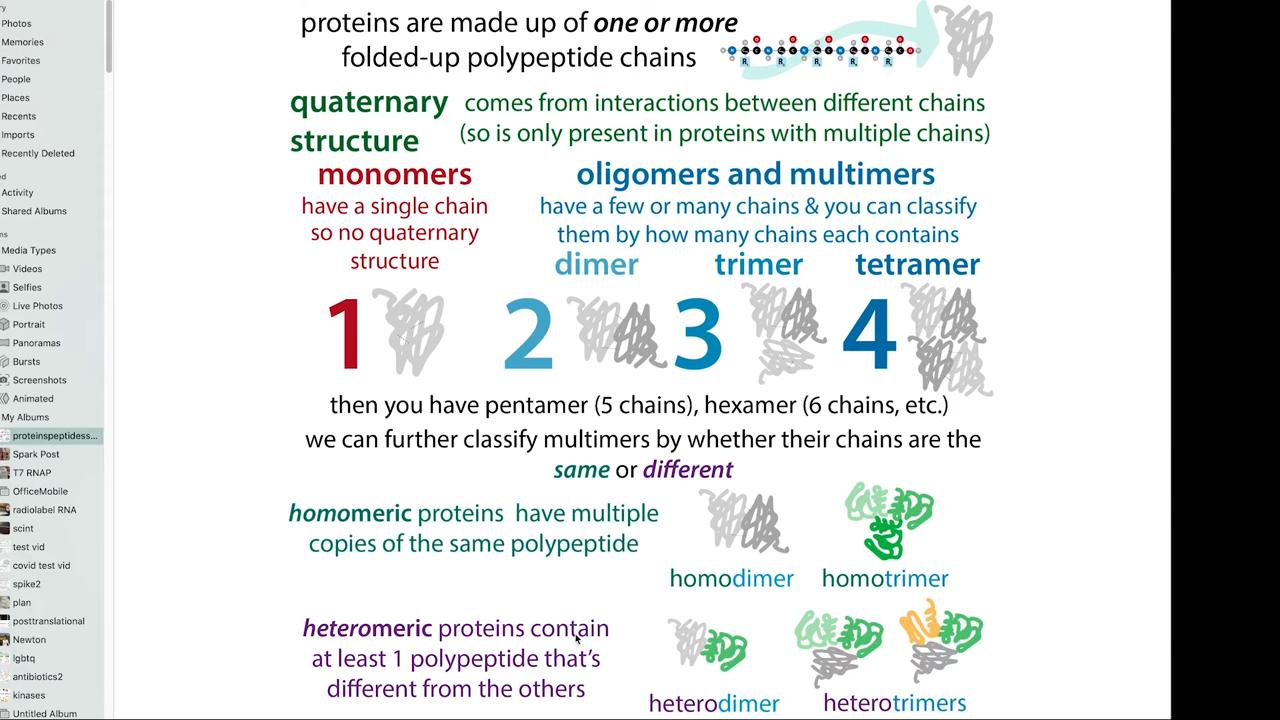 ry
Photos
Memories
Favorites
People
Places
Recents
Imports
Recently Deleted
ed
Activity
Shared Albums
ms
Media Types
Videos
Selfies
Live Photos
Portrait
Panoramas
Bursts
Screenshots
Animated
My Albums
proteinspeptidess...
Spark Post
T7 RNAP
OfficeMobile
radiolabel RNA
scint
test vid
covid test vid
spike2
plan
posttranslational
Newton
lgbtq
antibiotics2
kinases
Untitled Album
proteins are made up of one or more
folded-up polypeptide chains
R R R R R
quaternary
structure
comes from interactions between different chains
(so is only present in proteins with multiple chains)
monomers
have a single chain
so no quaternary
structure
oligomers and multimers
have a few or many chains & you can classify
them by how many chains each contains
dimer trimer tetramer
1 2 3 4
then you have pentamer (5 chains), hexamer (6 chains, etc.)
we can further classify multimers by whether their chains are the
same or different
homomeric proteins have multiple
copies of the same polypeptide
homodimer homotrimer
heteromeric proteins contain
at least 1 polypeptide that's
different from the others
heterodimer heterotrimers